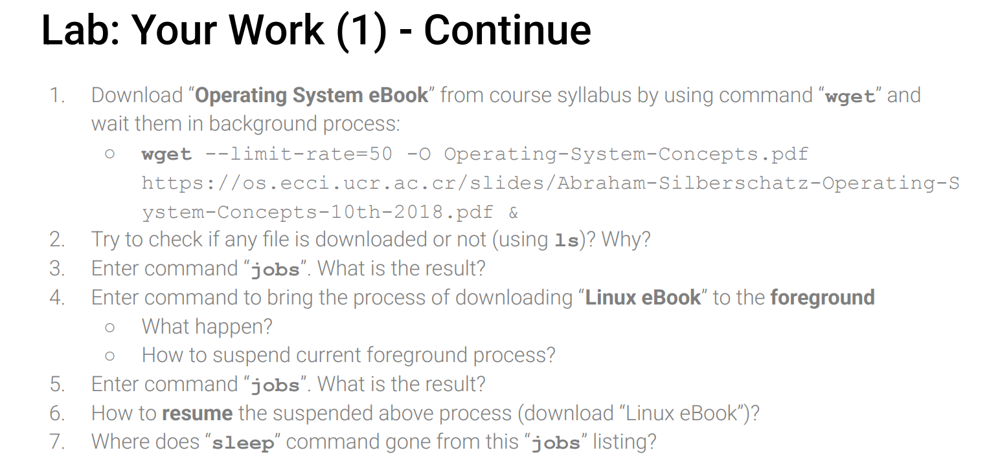 Lab: Your Work (1) - Continue
1. Download “Operating System eBook” from course syllabus by using command “wget” and
wait them in background process:
○ wget --limit-rate=50 -O Operating-System-Concepts.pdf
https://os.ecci.ucr.ac.cr/slides/Abraham-Silberschatz-Operating-S
ystem-Concepts-10th-2018.pdf &
2. Try to check if any file is downloaded or not (using ls)? Why?
3. Enter command “jobs”. What is the result?
4. Enter command to bring the process of downloading “Linux eBook” to the foreground
○ What happen?
○ How to suspend current foreground process?
5. Enter command “jobs”. What is the result?
6. How to resume the suspended above process (download “Linux eBook”)?
7. Where does “sleep” command gone from this “jobs” listing?